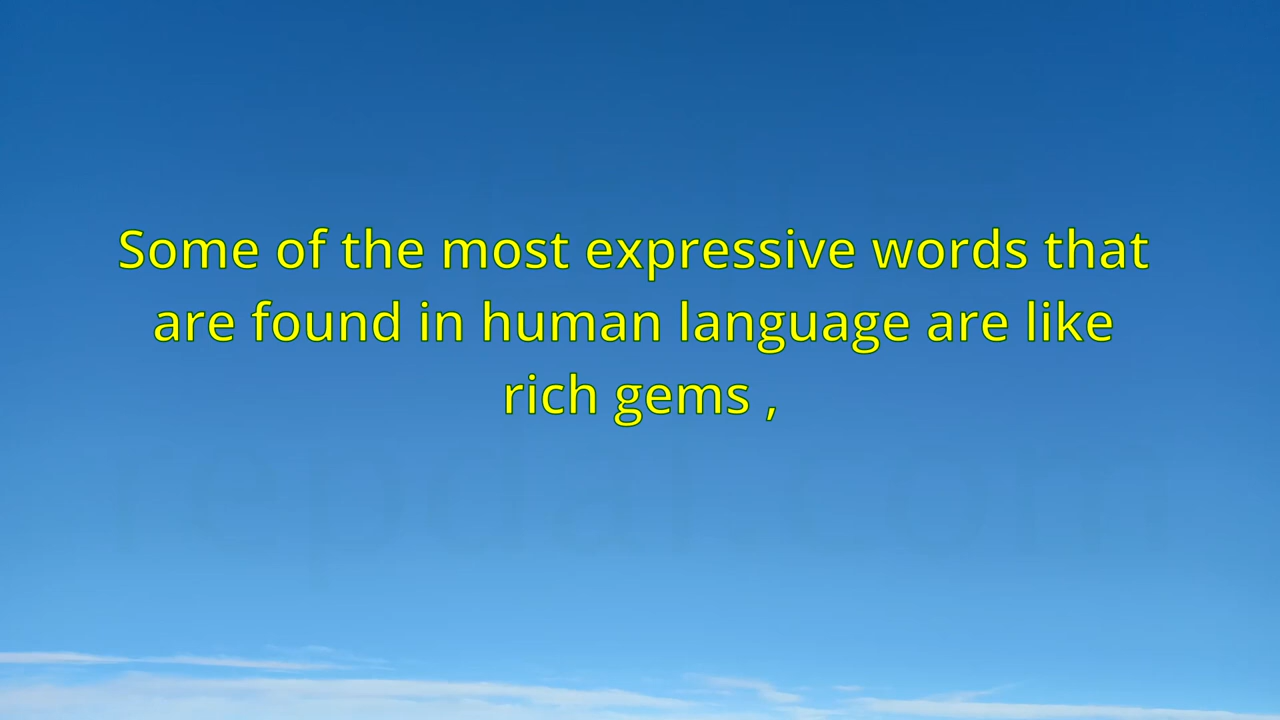 Some of the most expressive words that
are found in human language are like
rich gems ,